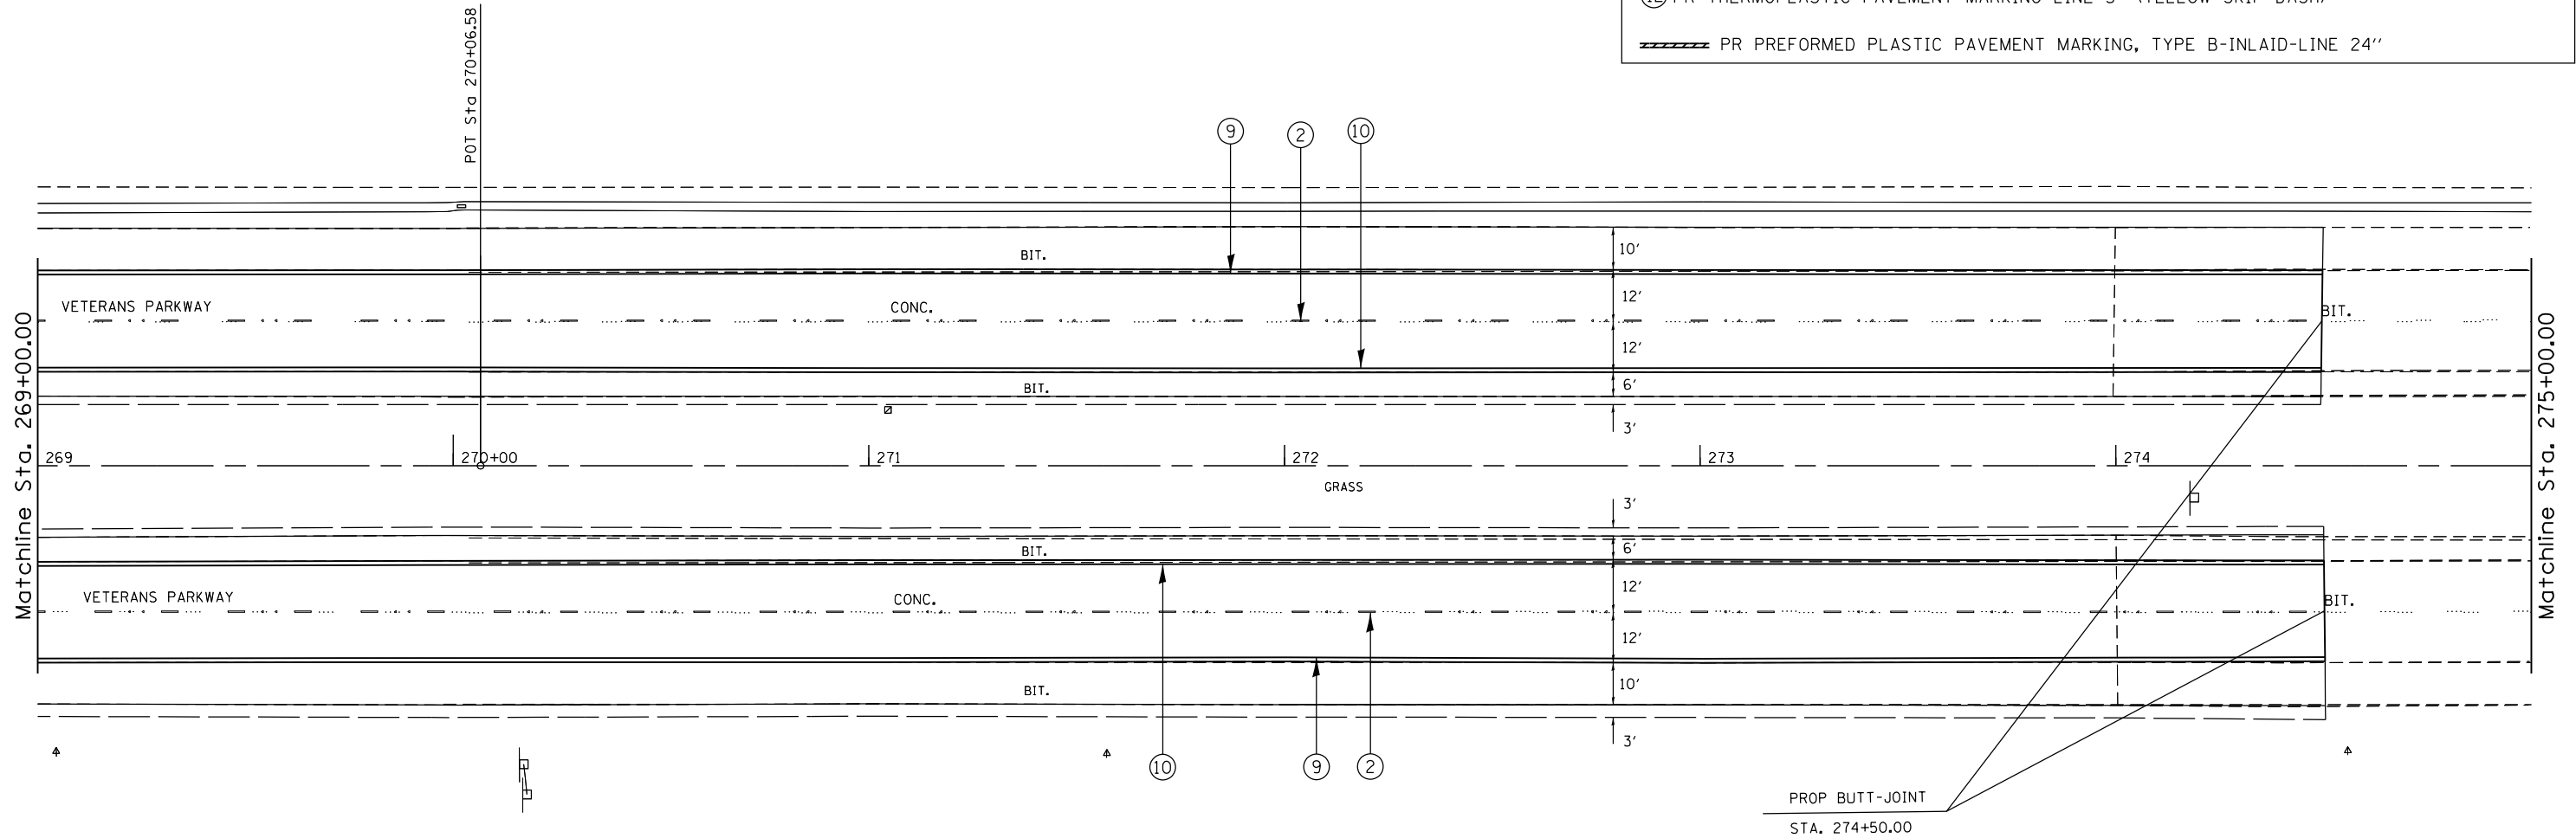 PR PREFORMED PLASTIC PAVEMENT MARKING, TYPE B-INLAID-LINE 24''
POT Sta 270+06.58
9
2
10
BIT.
10'
VETERANS PARKWAY
CONC.
12'
BIT.
12'
BIT.
6'
3'
Matchline Sta. 269+00.00
Matchline Sta. 275+00.00
269
270+00
271
272
273
274
GRASS
3'
BIT.
6'
VETERANS PARKWAY
CONC.
12'
BIT.
12'
BIT.
10'
3'
10
9
2
PROP BUTT-JOINT
STA. 274+50.00